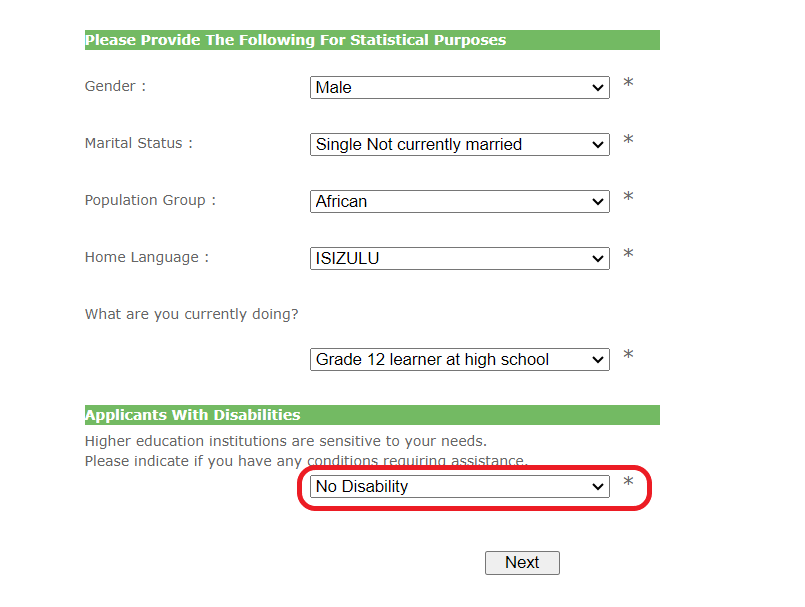 Please Provide The Following For Statistical Purposes
Gender : Male *
Marital Status : Single Not currently married *
Population Group : African *
Home Language : ISIZULU *
What are you currently doing?
Grade 12 learner at high school *
Applicants With Disabilities
Higher education institutions are sensitive to your needs.
Please indicate if you have any conditions requiring assistance.
No Disability *
Next